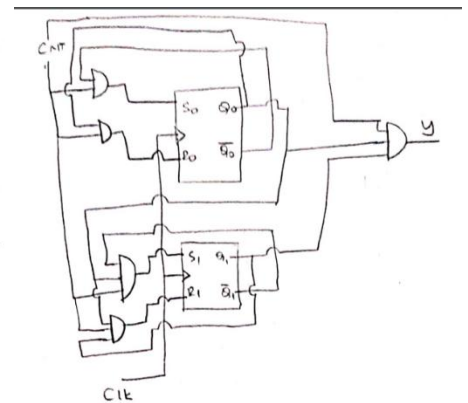 CNT
S₀ Q₀
R₀ Q̅₀
y
S₁ Q₁
R₁ Q̅₁
Clk